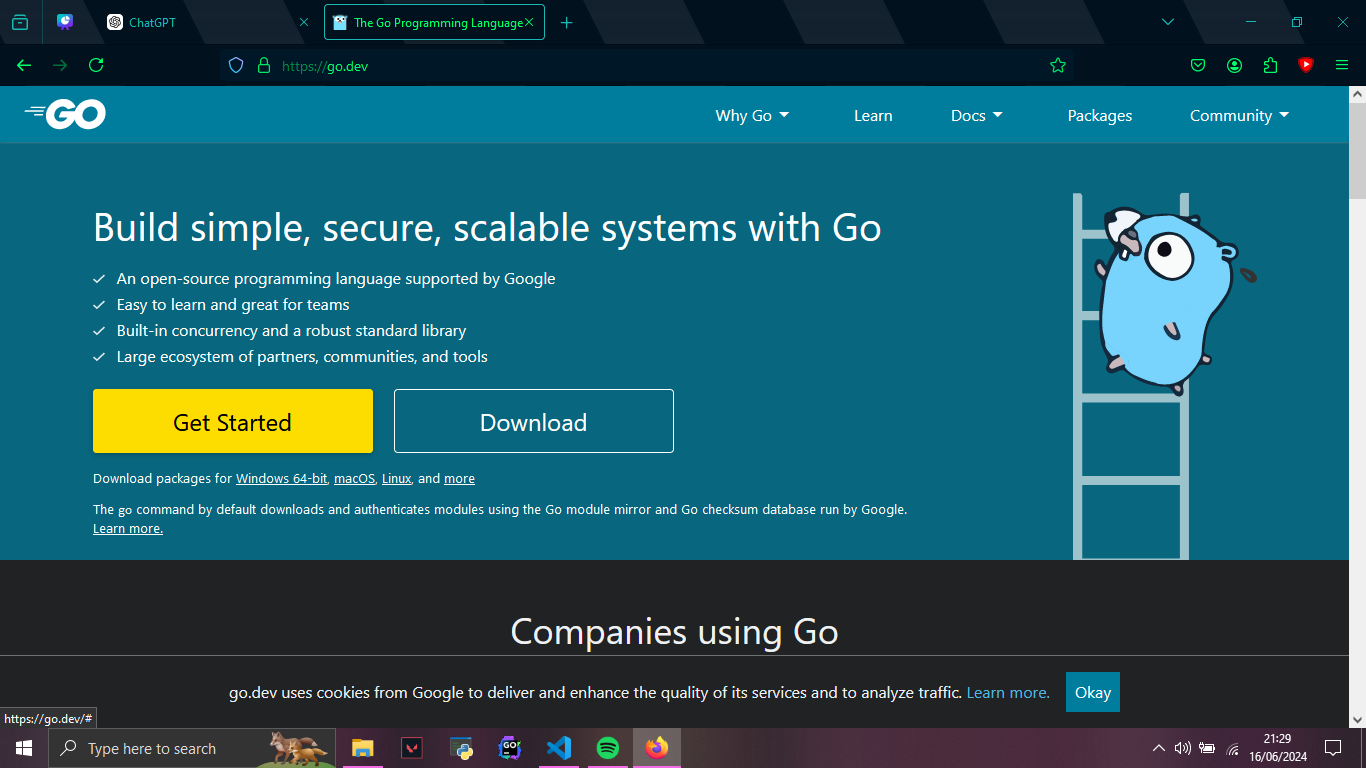 ChatGPT
The Go Programming Language
https://go.dev
GO
Why Go
Learn
Docs
Packages
Community
Build simple, secure, scalable systems with Go
An open-source programming language supported by Google
Easy to learn and great for teams
Built-in concurrency and a robust standard library
Large ecosystem of partners, communities, and tools
Get Started
Download
Download packages for Windows 64-bit, macOS, Linux, and more
The go command by default downloads and authenticates modules using the Go module mirror and Go checksum database run by Google.
Learn more.
Companies using Go
go.dev uses cookies from Google to deliver and enhance the quality of its services and to analyze traffic. Learn more.
Okay
https://go.dev/#
Type here to search
GO
21:29
16/06/2024